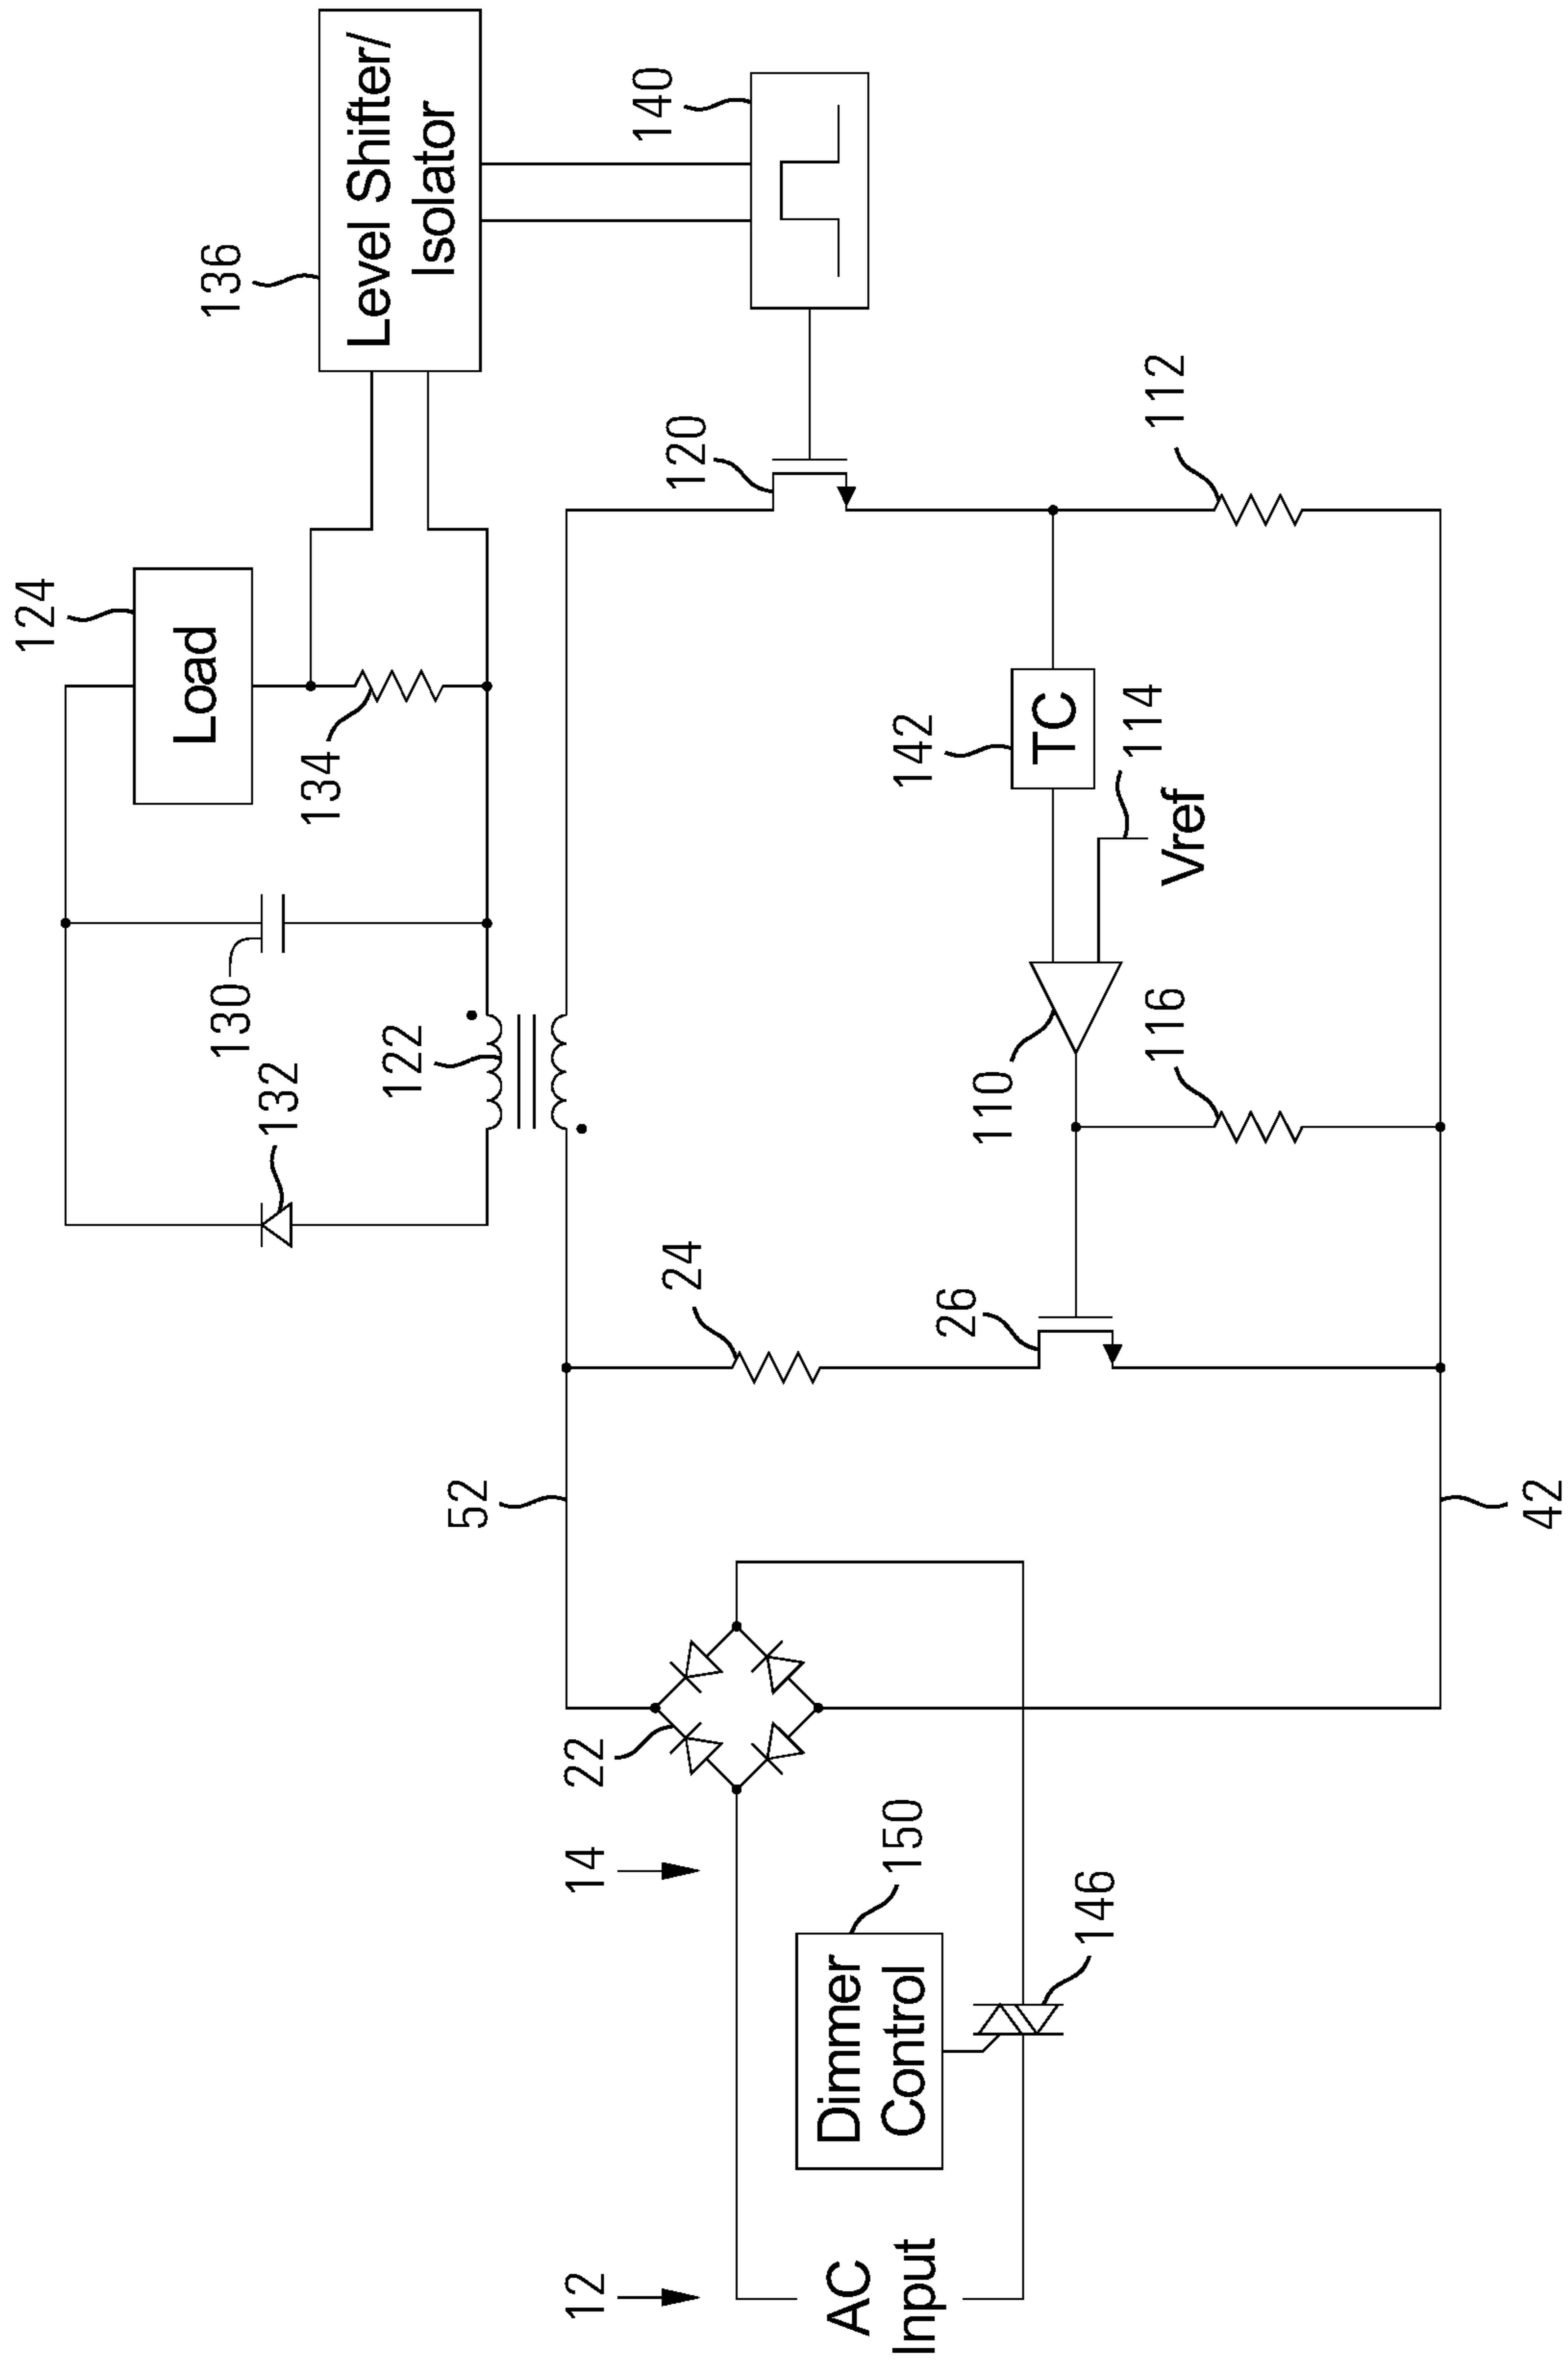 12
AC
Input
Dimmer
Control
150
146
14
22
52
42
24
26
132
130
122
110
116
124
Load
134
142
TC
114
Vref
120
112
136
Level Shifter/
Isolator
140